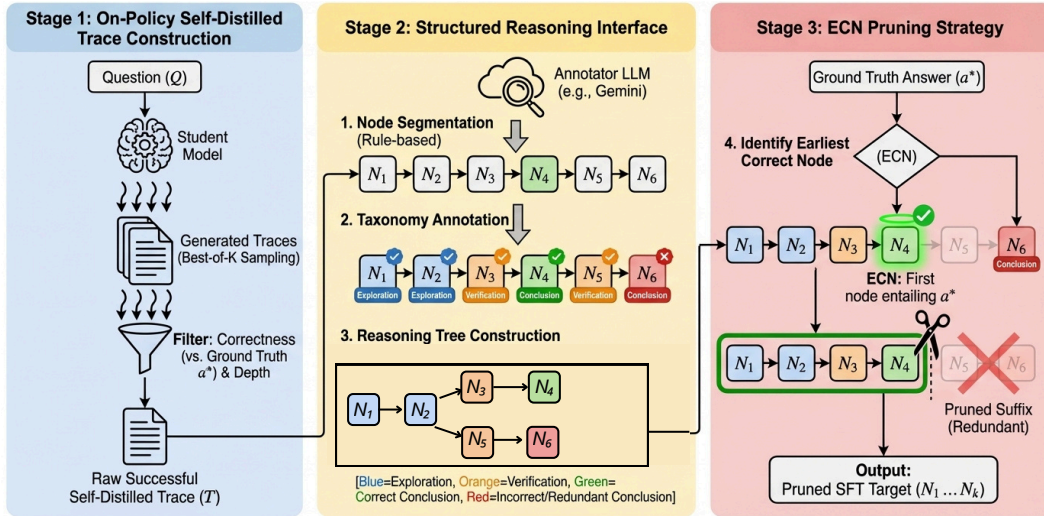 Stage 1: On-Policy Self-Distilled
Trace Construction
Question (Q)
Student
Model
Generated Traces
(Best-of-K Sampling)
Filter: Correctness
(vs. Ground Truth
a*) & Depth
Raw Successful
Self-Distilled Trace (T)
Stage 2: Structured Reasoning Interface
Annotator LLM
(e.g., Gemini)
1. Node Segmentation
(Rule-based)
N1 N2 N3 N4 N5 N6
2. Taxonomy Annotation
N1 N2 N3 N4 N5 N6
Exploration Exploration Verification Conclusion Verification Conclusion
3. Reasoning Tree Construction
N3 N4
N1 N2
N5 N6
[Blue=Exploration, Orange=Verification, Green=
Correct Conclusion, Red=Incorrect/Redundant Conclusion]
Stage 3: ECN Pruning Strategy
Ground Truth Answer (a*)
4. Identify Earliest
Correct Node
(ECN)
N1 N2 N3 N4 N5 N6
Conclusion
ECN: First
node entailing a*
N1 N2 N3 N4 N5 N6
Pruned Suffix
(Redundant)
Output:
Pruned SFT Target (N1 ... Nk)